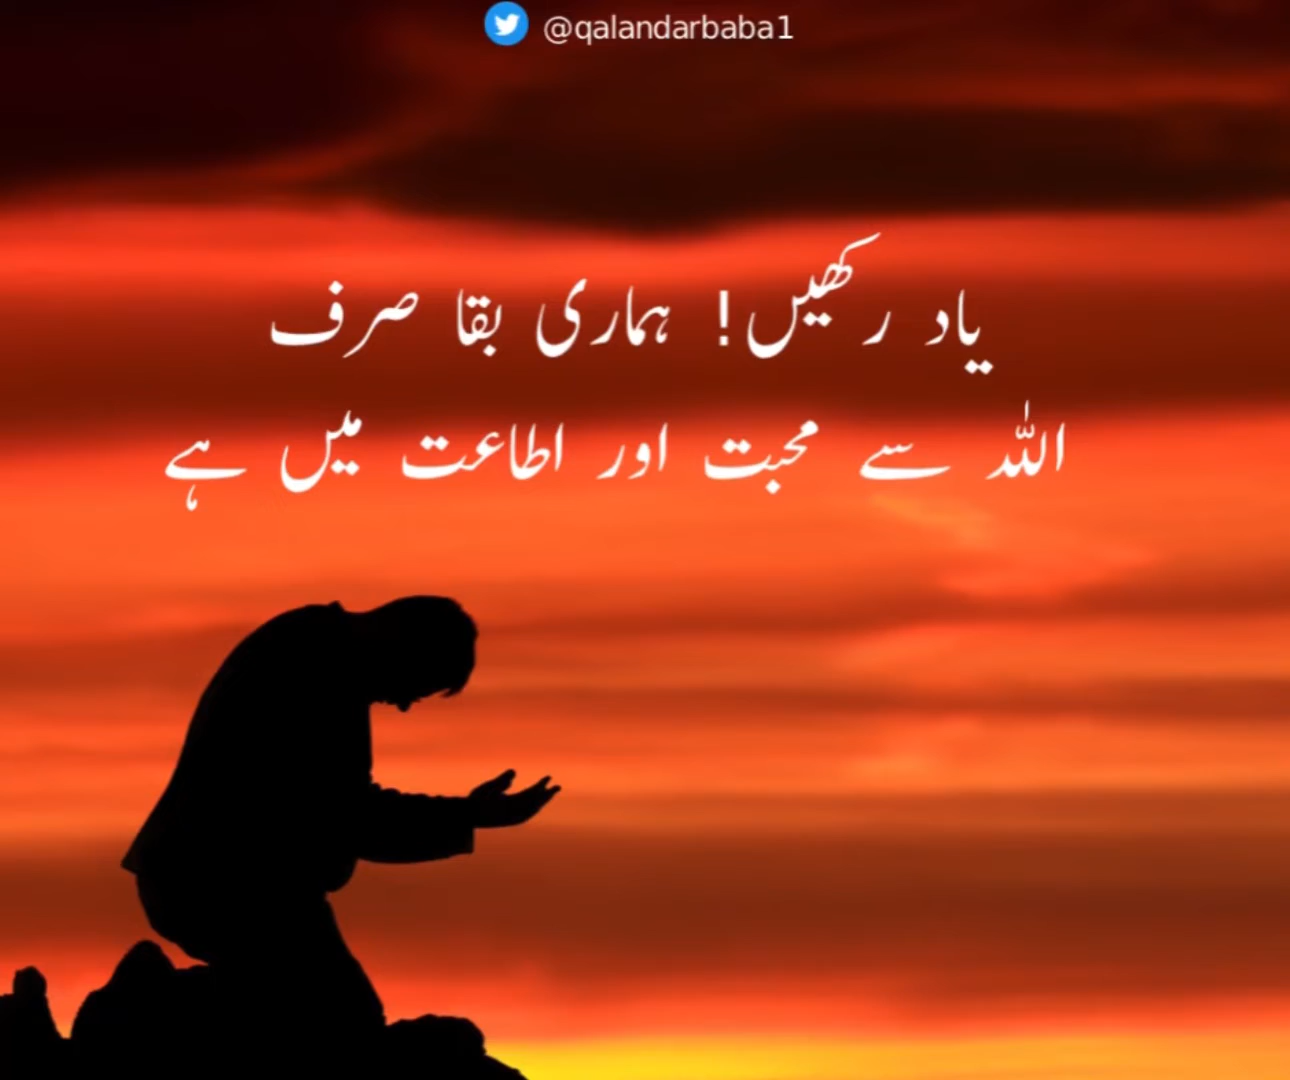 @qalandarbaba1
یاد رکھیں! ہماری بقا صرف
اللہ سے محبت اور اطاعت میں ہے